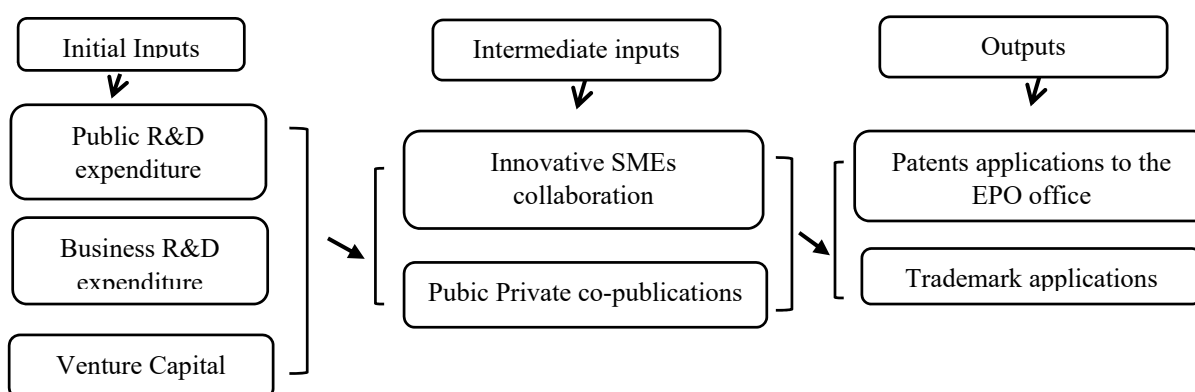 Initial Inputs
Intermediate inputs
Outputs
Public R&D
expenditure
Innovative SMEs
collaboration
Patents applications to the
EPO office
Business R&D
expenditure
Pubic Private co-publications
Trademark applications
Venture Capital